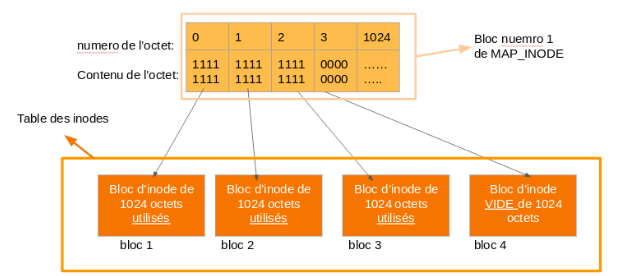 numero de l'octet:
0 1 2 3 1024
Contenu de l'octet:
1111 1111 1111 0000 ......
1111 1111 1111 0000 .....
Bloc nuemro 1
de MAP_INODE
Table des inodes
Bloc d'inode de
1024 octets
utilisés
Bloc d'inode de
1024 octets
utilisés
Bloc d'inode de
1024 octets
utilisés
Bloc d'inode
VIDE de 1024
octets
bloc 1
bloc 2
bloc 3
bloc 4